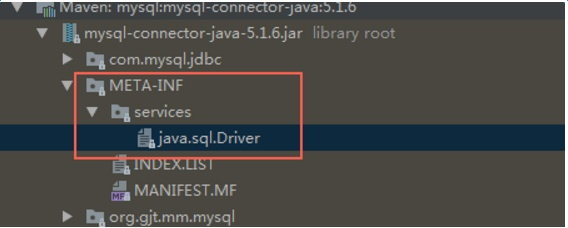 Maven: mysql:mysql-connector-java:5.1.6
mysql-connector-java-5.1.6.jar library root
com.mysql.jdbc
META-INF
services
java.sql.Driver
INDEX.LIST
MF MANIFEST.MF
org.gjt.mm.mysql